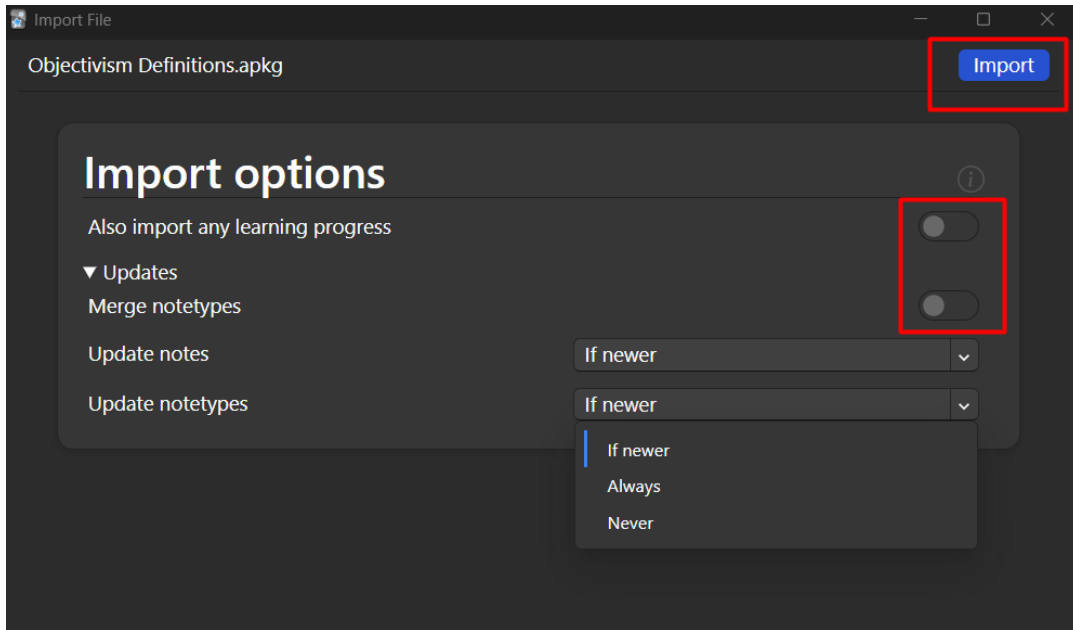 Import File
Objectivism Definitions.apkg
Import
Import options
Also import any learning progress
Updates
Merge notetypes
Update notes
If newer
Update notetypes
If newer
If newer
Always
Never